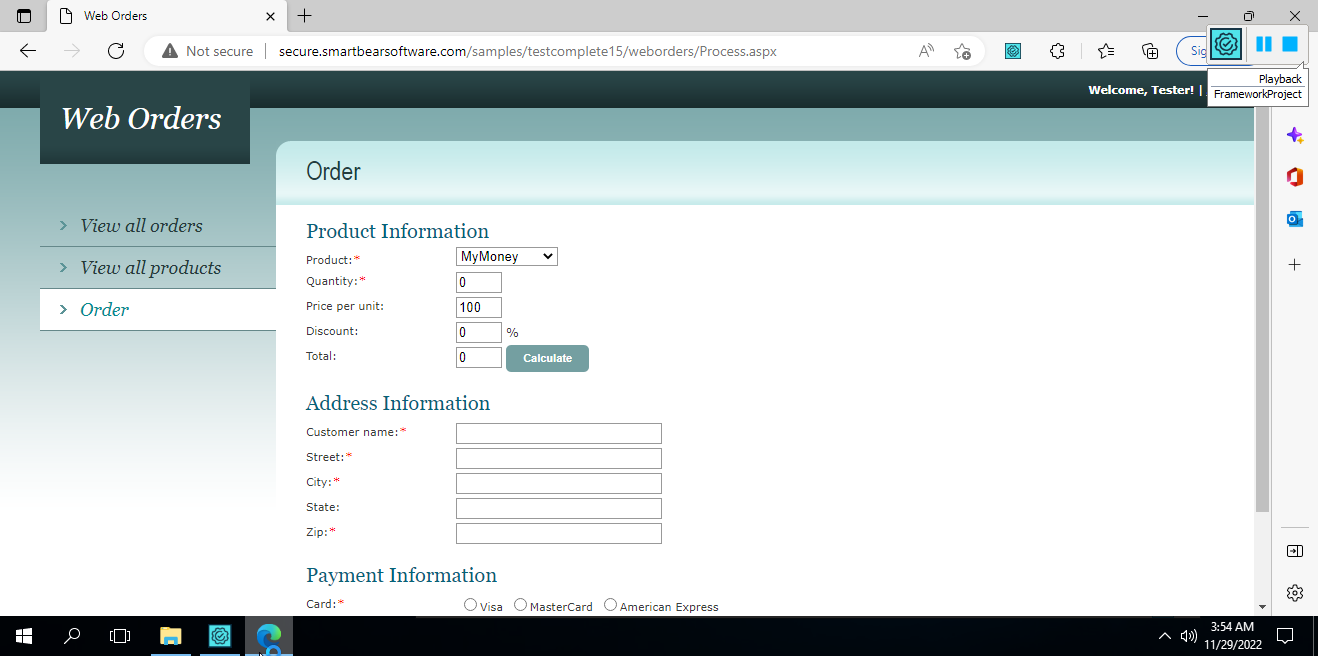 Web Orders
Not secure secure.smartbearsoftware.com/samples/testcomplete15/weborders/Process.aspx
Playback
FrameworkProject
Welcome, Tester! |
Web Orders
View all orders
View all products
Order
Order
Product Information
Product:* MyMoney
Quantity:* 0
Price per unit: 100
Discount: 0 %
Total: 0 Calculate
Address Information
Customer name:*
Street:*
City:*
State:
Zip:*
Payment Information
Card:* Visa MasterCard American Express
3:54 AM
11/29/2022